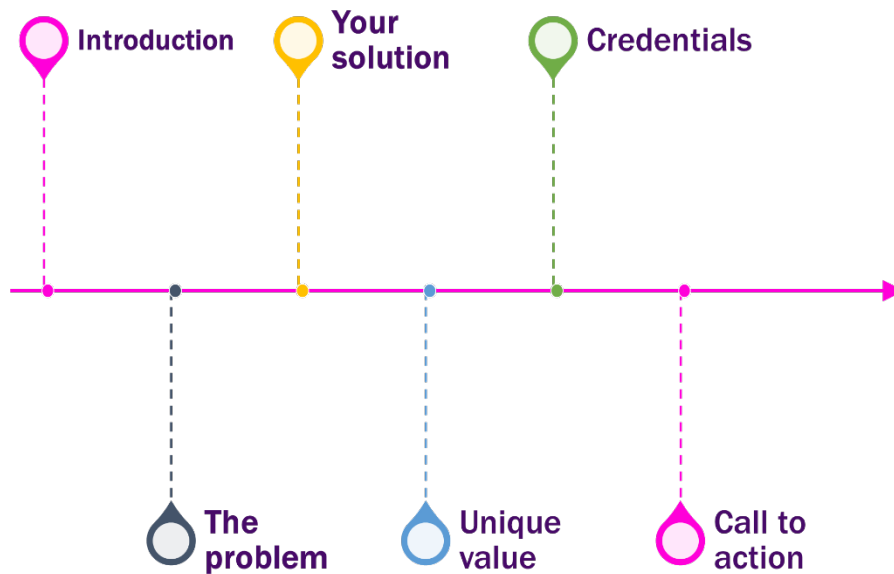 Introduction
Your
solution
Credentials
The
problem
Unique
value
Call to
action